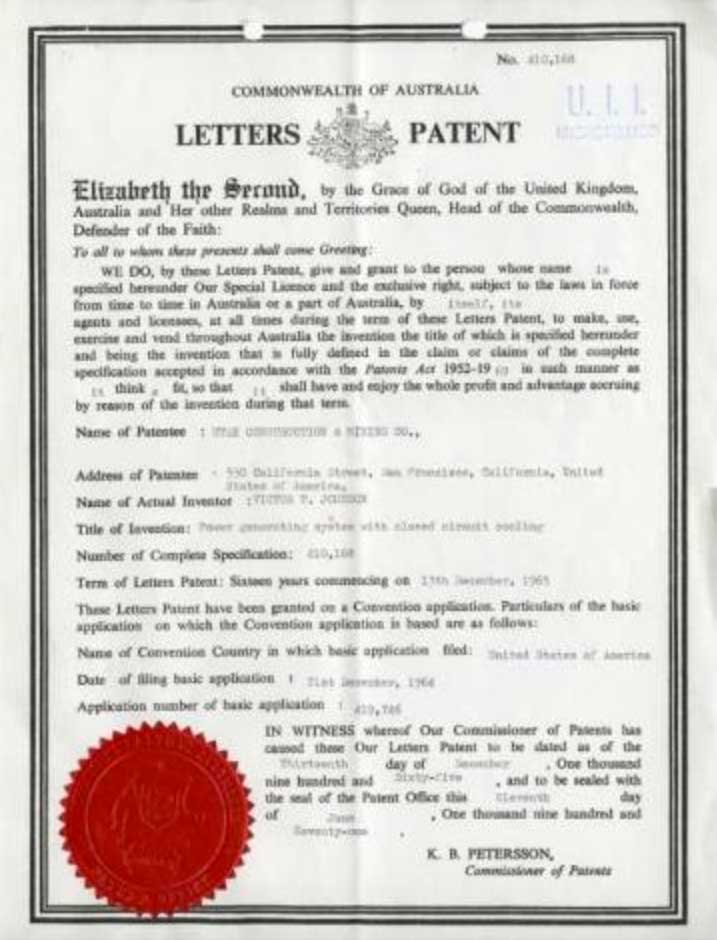 No. 410,168
COMMONWEALTH OF AUSTRALIA
U. I. I.
LETTERS PATENT
Elizabeth the Second, by the Grace of God of the United Kingdom,
Australia and Her other Realms and Territories Queen, Head of the Commonwealth,
Defender of the Faith:
To all to whom these presents shall come Greeting:
WE DO, by these Letters Patent, give and grant to the person whose name is
specified hereunder Our Special Licence and the exclusive right, subject to the laws in force
from time to time in Australia or a part of Australia, by itself, its
agents and licensees, at all times during the term of these Letters Patent, to make, use,
exercise and vend throughout Australia the invention the title of which is specified hereunder
and being the invention that is fully defined in the claim or claims of the complete
specification accepted in accordance with the Patents Act 1952-19 in such manner as
it think s fit, so that it shall have and enjoy the whole profit and advantage accruing
by reason of the invention during that term.
Name of Patentee : UTAH CONSTRUCTION & MINING CO.,
Address of Patentee : 550 California Street, San Francisco, California, United
States of America,
Name of Actual Inventor : VICTOR F. JOHNSON
Title of Invention: Power generating system with closed circuit cooling
Number of Complete Specification: 410,168
Term of Letters Patent: Sixteen years commencing on 13th December, 1965
These Letters Patent have been granted on a Convention application. Particulars of the basic
application on which the Convention application is based are as follows:
Name of Convention Country in which basic application filed: United States of America
Date of filing basic application : 21st December, 1964
Application number of basic application : 419,786
IN WITNESS whereof Our Commissioner of Patents has
caused these Our Letters Patent to be dated as of the
Thirteenth day of December , One thousand
nine hundred and Sixty-five , and to be sealed with
the seal of the Patent Office this Eleventh day
of June , One thousand nine hundred and
Seventy-one .
K. B. PETERSSON,
Commissioner of Patents